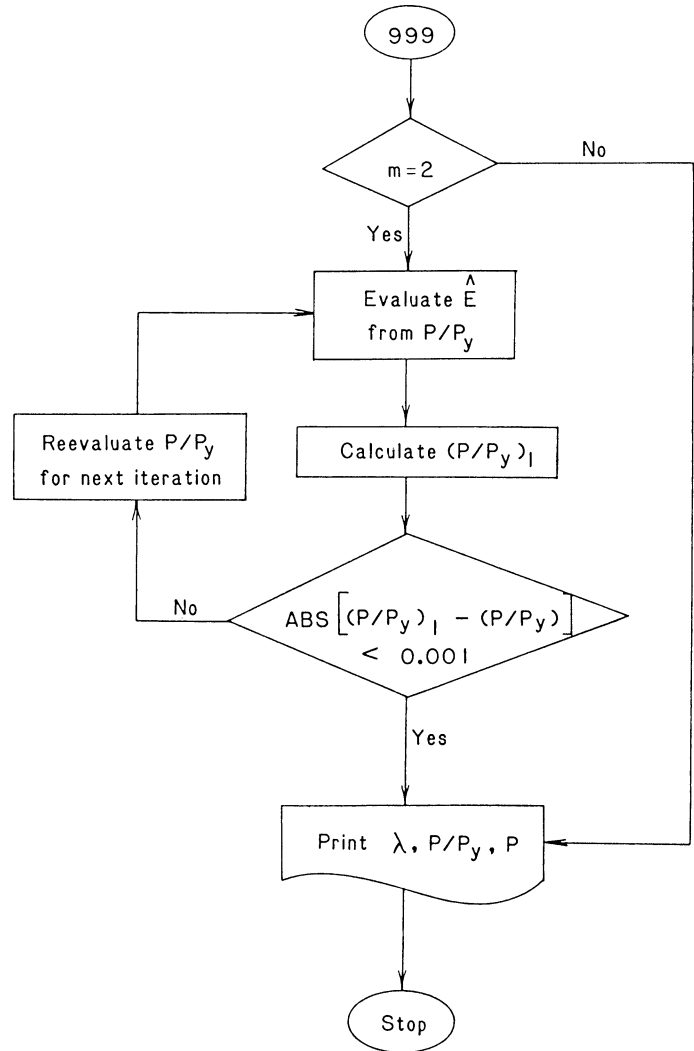 999
m = 2
No
Yes
Evaluate Ê
from P/Py
Reevaluate P/Py
for next iteration
Calculate (P/Py)1
ABS [(P/Py)1 – (P/Py)]
< 0.001
No
Yes
Print λ, P/Py, P
Stop